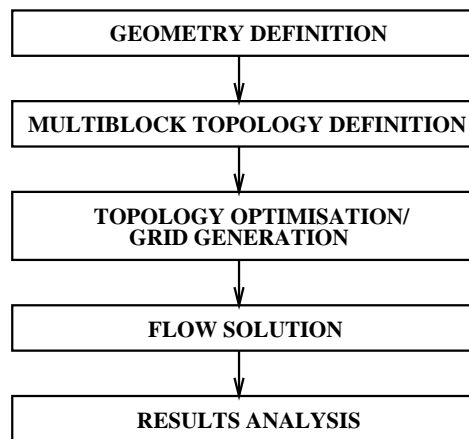 GEOMETRY DEFINITION
MULTIBLOCK TOPOLOGY DEFINITION
TOPOLOGY OPTIMISATION/
GRID GENERATION
FLOW SOLUTION
RESULTS ANALYSIS